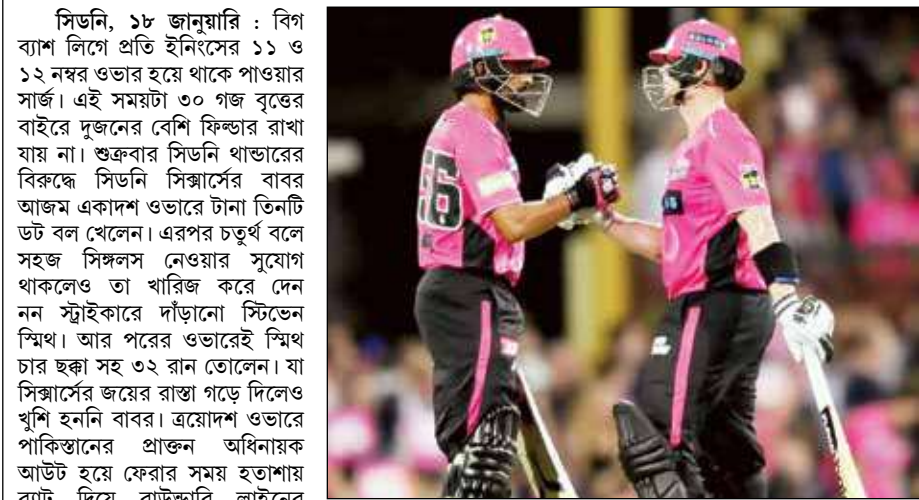 সিডনি, ১৮ জানুয়ারি : বিগ
ব্যাশ লিগে প্রতি ইনিংসের ১১ ও
১২ নম্বর ওভার হয়ে থাকে পাওয়ার
সার্জ। এই সময়টা ৩০ গজ বৃত্তের
বাইরে দুজনের বেশি ফিল্ডার রাখা
যায় না। শুক্রবার সিডনি থান্ডারের
বিরুদ্ধে সিডনি সিক্সার্সের বাবর
আজম একাদশ ওভারে টানা তিনটি
ডট বল খেলেন। এরপর চতুর্থ বলে
সহজ সিঙ্গলস নেওয়ার সুযোগ
থাকলেও তা খারিজ করে দেন
নন স্ট্রাইকারে দাঁড়ানো স্টিভেন
স্মিথ। আর পরের ওভারেই স্মিথ
চার ছক্কা সহ ৩২ রান তোলেন। যা
সিক্সার্সের জয়ের রাস্তা গড়ে দিলেও
খুশি হননি বাবর। ত্রয়োদশ ওভারে
পাকিস্তানের প্রাক্তন অধিনায়ক
আউট হয়ে ফেরার সময় হতাশায়
ব্যাট দিয়ে বাউন্ডারি লাইনের
56